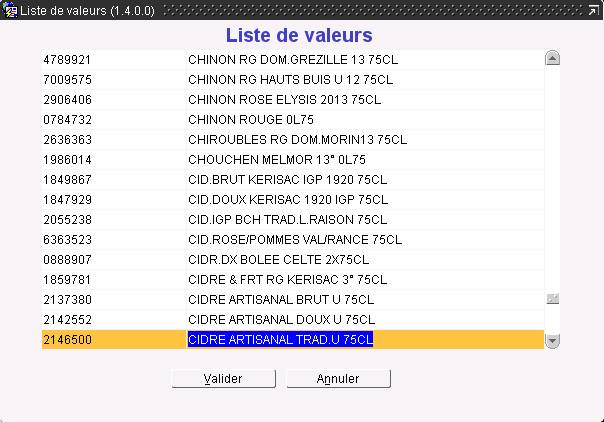 Liste de valeurs (1.4.0.0)
Liste de valeurs
4789921 CHINON RG DOM.GREZILLE 13 75CL
7009575 CHINON RG HAUTS BUIS U 12 75CL
2906406 CHINON ROSE ELYSIS 2013 75CL
0784732 CHINON ROUGE 0L75
2636363 CHIROUBLES RG DOM.MORIN13 75CL
1986014 CHOUCHEN MELMOR 13° 0L75
1849867 CID.BRUT KERISAC IGP 1920 75CL
1847929 CID.DOUX KERISAC 1920 IGP 75CL
2055238 CID.IGP BCH TRAD.L.RAISON 75CL
6363523 CID.ROSE/POMMES VAL/RANCE 75CL
0888907 CIDR.DX BOLEE CELTE 2X75CL
1859781 CIDRE & FRT RG KERISAC 3° 75CL
2137380 CIDRE ARTISANAL BRUT U 75CL
2142552 CIDRE ARTISANAL DOUX U 75CL
2146500 CIDRE ARTISANAL TRAD.U 75CL
Valider Annuler